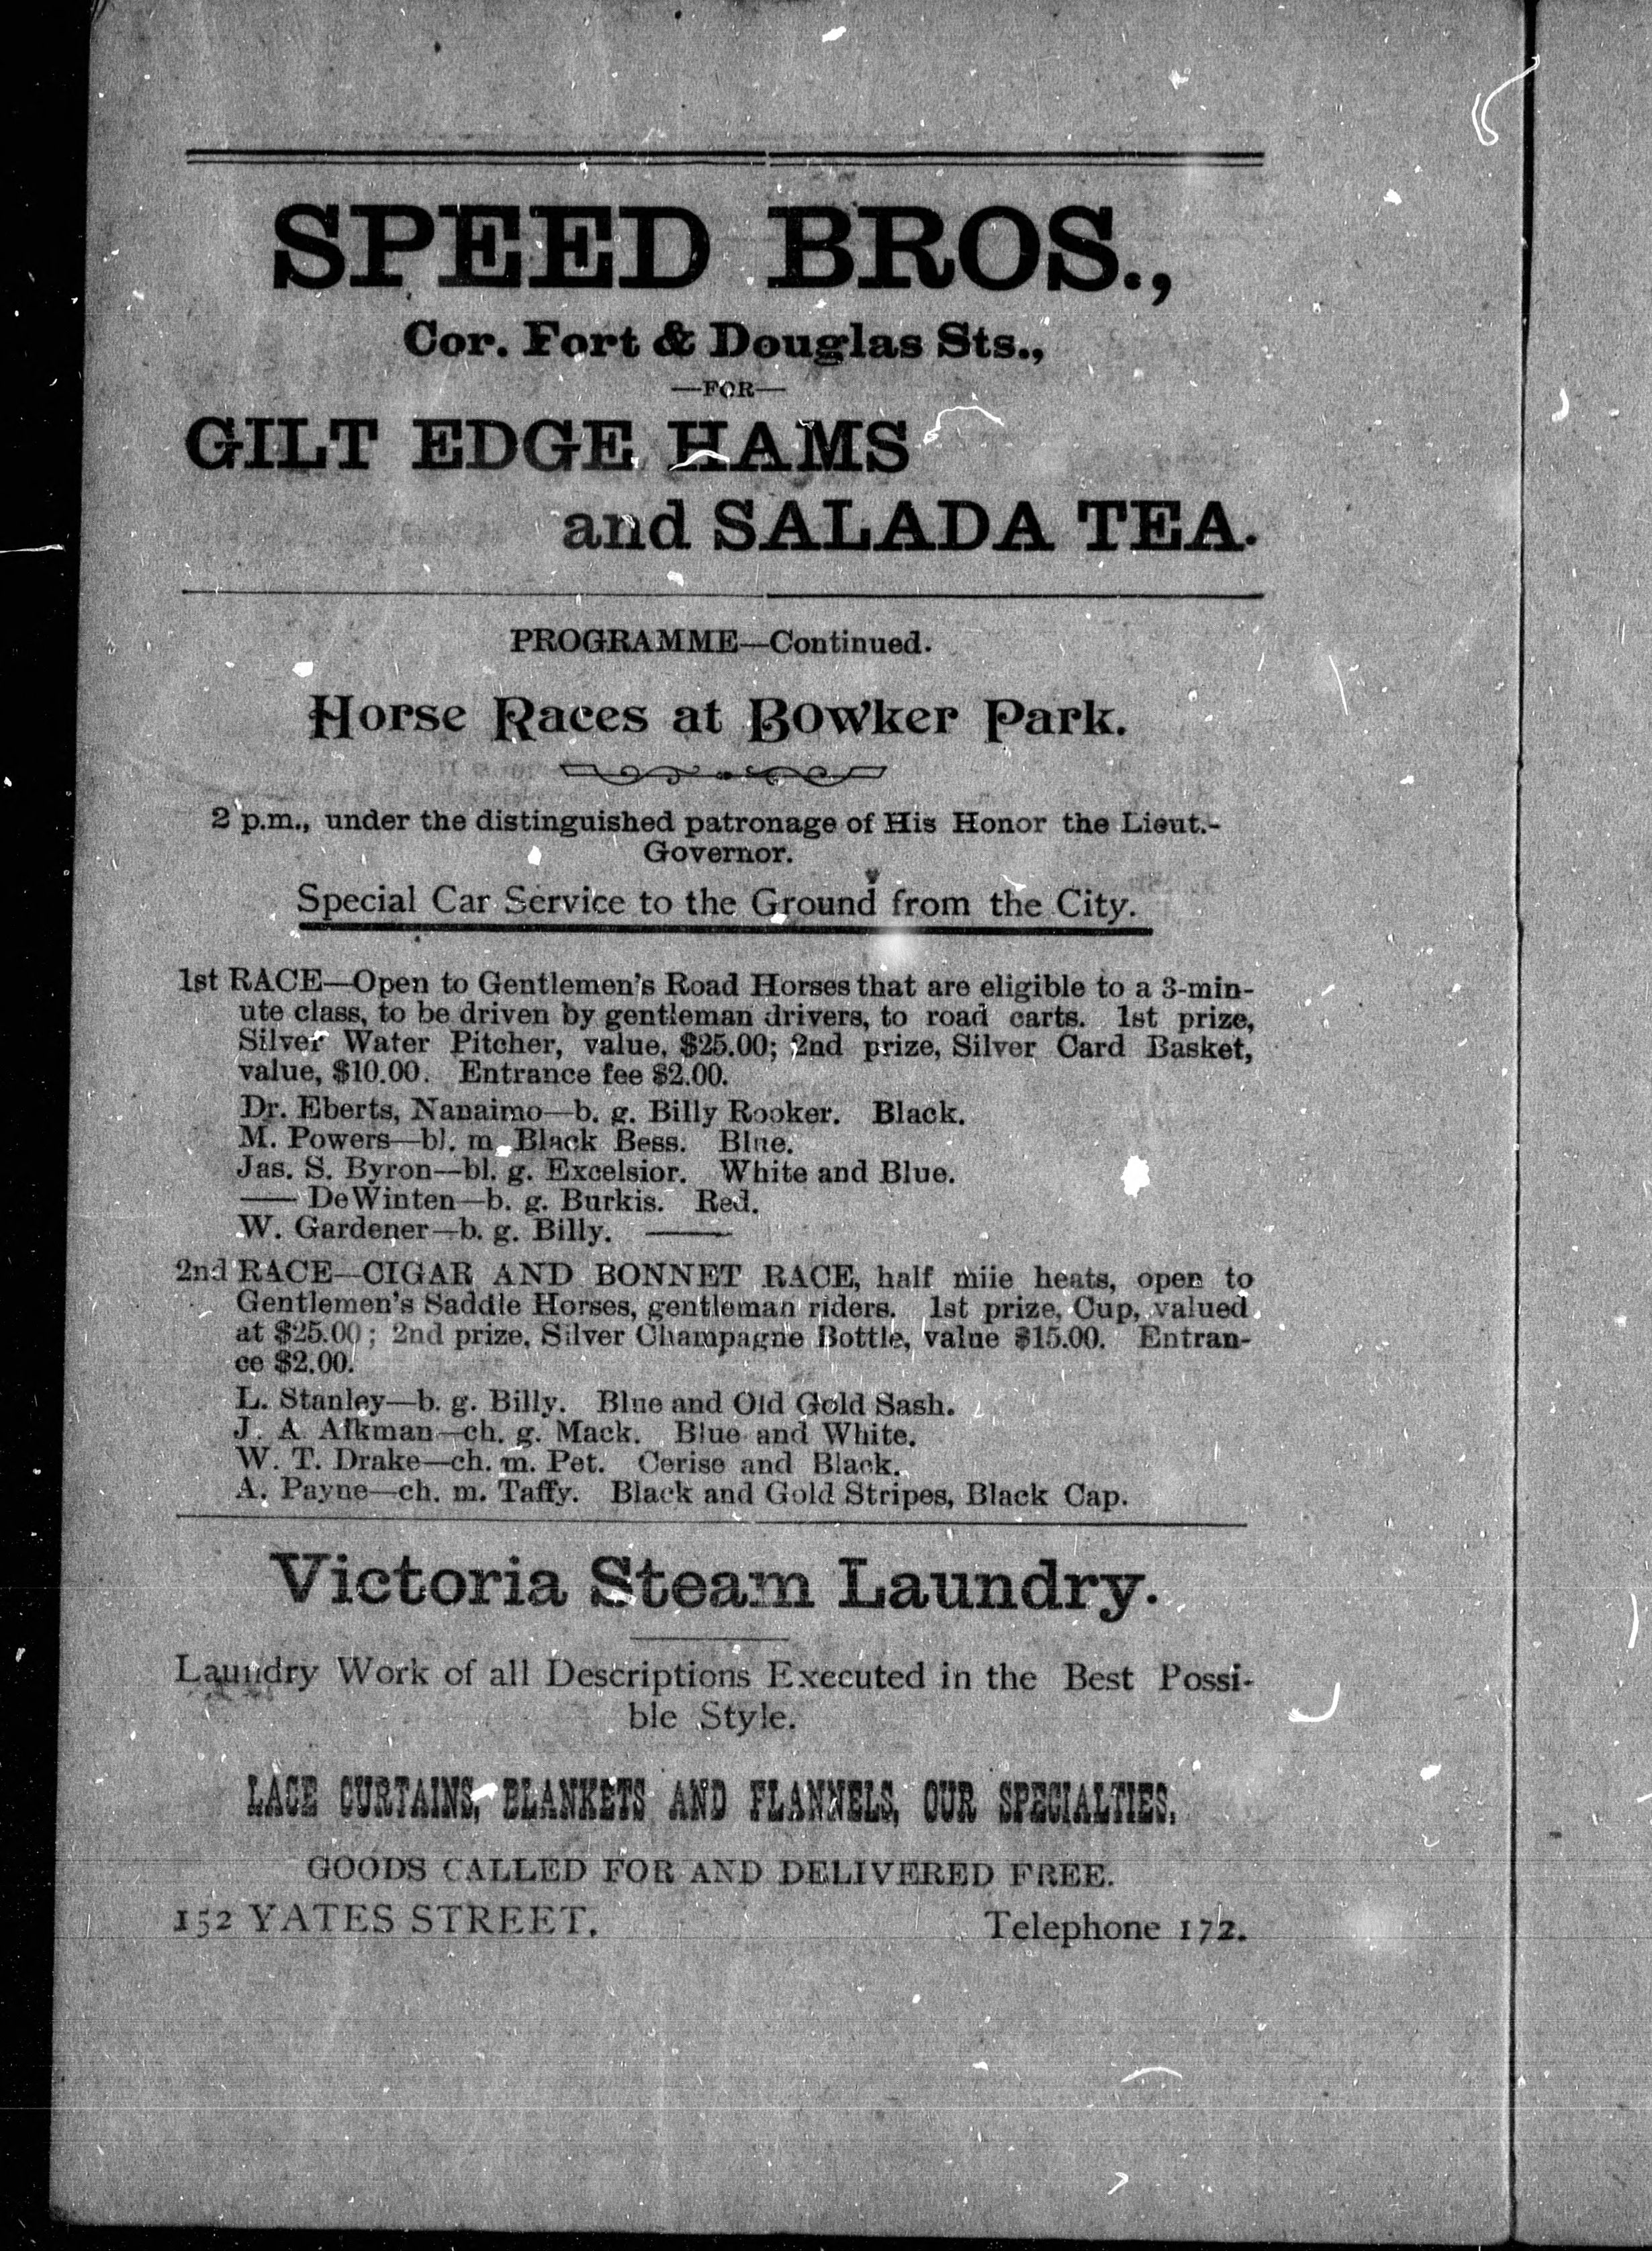 SPEED BROS.,
Cor. Fort & Douglas Sts.,
—FOR—
GILT EDGE HAMS
and SALADA TEA.
PROGRAMME—Continued.
Horse Races at Bowker Park.
2 p.m., under the distinguished patronage of His Honor the Lieut.-
Governor.
Special Car Service to the Ground from the City.
1st RACE—Open to Gentlemen's Road Horses that are eligible to a 3-min-
ute class, to be driven by gentleman drivers, to road carts. 1st prize,
Silver Water Pitcher, value, $25.00; 2nd prize, Silver Card Basket,
value, $10.00. Entrance fee $2.00.
Dr. Eberts, Nanaimo—b. g. Billy Rooker. Black.
M. Powers—bl. m. Black Bess. Blue.
Jas. S. Byron—bl. g. Excelsior. White and Blue.
—— DeWinten—b. g. Burkis. Red.
W. Gardener—b. g. Billy. ——
2nd RACE—CIGAR AND BONNET RACE, half miie heats, open to
Gentlemen's Saddle Horses, gentleman riders. 1st prize, Cup, valued
at $25.00; 2nd prize, Silver Champagne Bottle, value $15.00. Entran-
ce $2.00.
L. Stanley—b. g. Billy. Blue and Old Gold Sash.
J. A. Aikman—ch. g. Mack. Blue and White.
W. T. Drake—ch. m. Pet. Cerise and Black.
A. Payne—ch. m. Taffy. Black and Gold Stripes, Black Cap.
Victoria Steam Laundry.
Laundry Work of all Descriptions Executed in the Best Possi-
ble Style.
LACE CURTAINS, BLANKETS AND FLANNELS, OUR SPECIALTIES.
GOODS CALLED FOR AND DELIVERED FREE.
152 YATES STREET. Telephone 172.